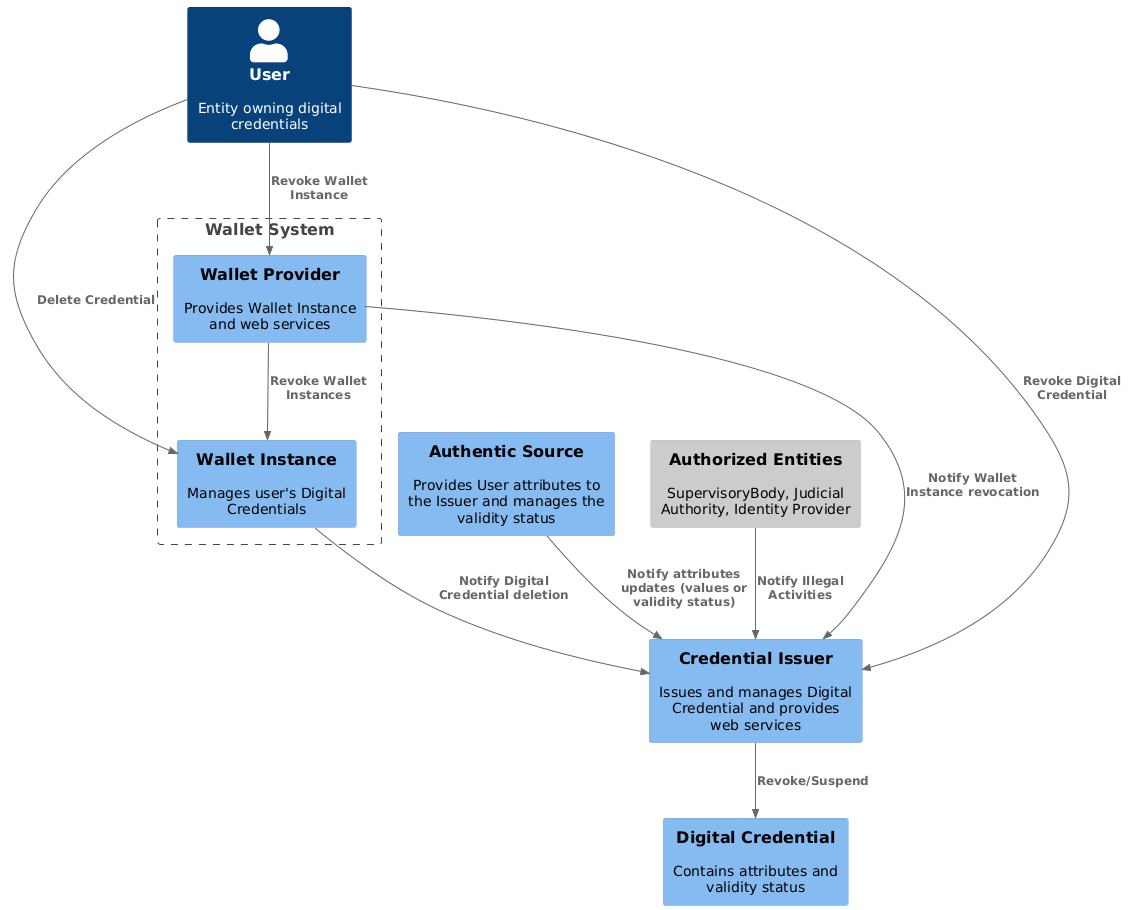 User
Entity owning digital
credentials
Revoke Wallet
Instance
Wallet System
Wallet Provider
Provides Wallet Instance
and web services
Delete Credential
Revoke Wallet
Instances
Revoke Digital
Credential
Wallet Instance
Manages user's Digital
Credentials
Authentic Source
Provides User attributes to
the Issuer and manages the
validity status
Authorized Entities
SupervisoryBody, Judicial
Authority, Identity Provider
Notify Wallet
Instance revocation
Notify Digital
Credential deletion
Notify attributes
updates (values or
validity status)
Notify Illegal
Activities
Credential Issuer
Issues and manages Digital
Credential and provides
web services
Revoke/Suspend
Digital Credential
Contains attributes and
validity status